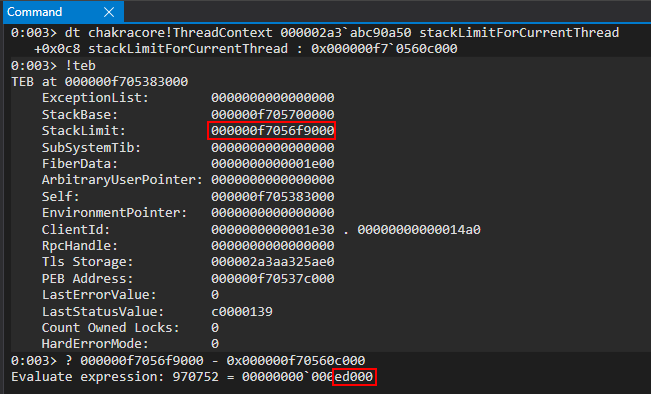 Command
0:003> dt chakracore!ThreadContext 000002a3`abc90a50 stackLimitForCurrentThread
+0x0c8 stackLimitForCurrentThread : 0x000000f7`0560c000
0:003> !teb
TEB at 000000f705383000
ExceptionList: 0000000000000000
StackBase: 000000f705700000
StackLimit: 000000f7056f9000
SubSystemTib: 0000000000000000
FiberData: 0000000000001e00
ArbitraryUserPointer: 0000000000000000
Self: 000000f705383000
EnvironmentPointer: 0000000000000000
ClientId: 0000000000001e30 . 00000000000014a0
RpcHandle: 0000000000000000
Tls Storage: 000002a3aa325ae0
PEB Address: 000000f70537c000
LastErrorValue: 0
LastStatusValue: c0000139
Count Owned Locks: 0
HardErrorMode: 0
0:003> ? 000000f7056f9000 - 0x000000f70560c000
Evaluate expression: 970752 = 00000000`000ed000